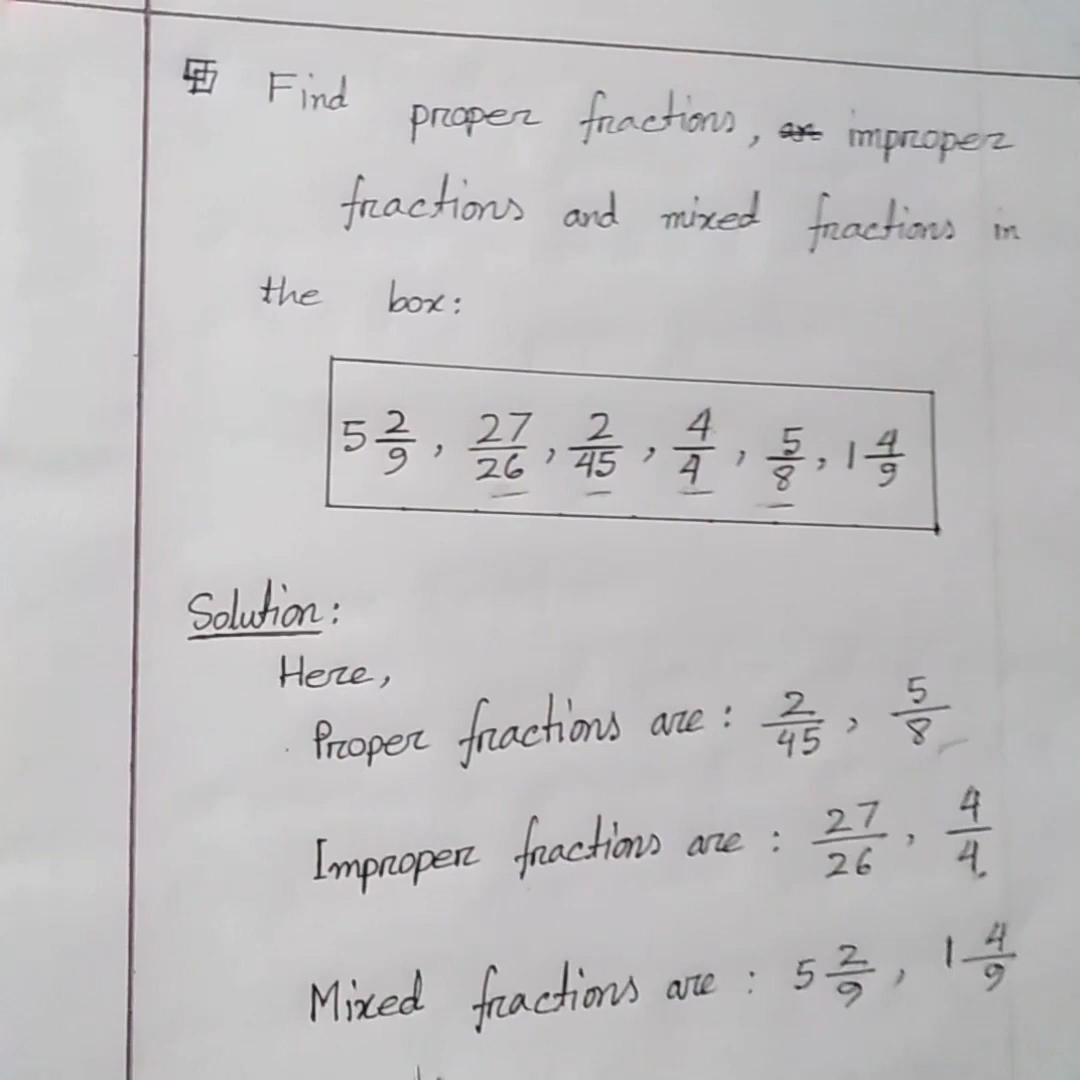 Find proper fractions, improper
fractions and mixed fractions in
the box:
5 2/9, 27/26, 2/45, 4/4, 5/8, 1 4/9
Solution:
Here,
Proper fractions are: 2/45, 5/8
Improper fractions are: 27/26, 4/4
Mixed fractions are: 5 2/9, 1 4/9